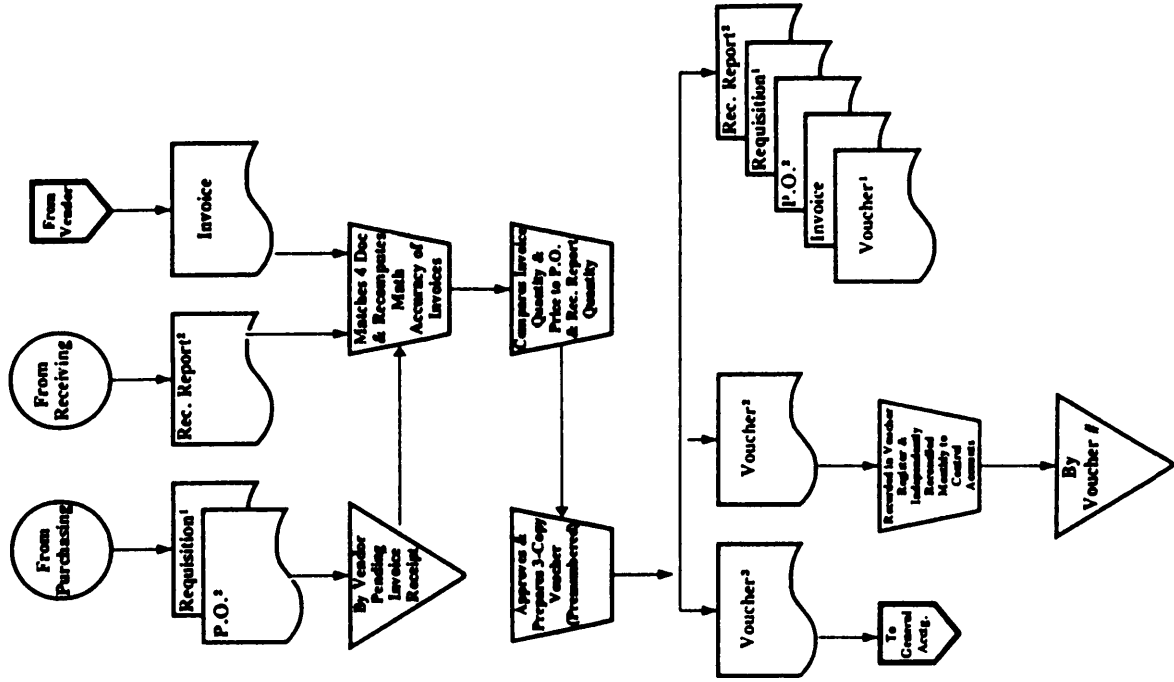 From
Purchasing
From
Receiving
From
Vendor
Requisition¹
P.O.²
Rec. Report²
Invoice
By Vendor
Pending
Invoice
Receipt
Matches 4 Doc
& Recomputes
Math
Accuracy of
Invoices
Approves &
Prepares 3-Copy
Voucher
(Prenumbered)
Compares Invoice
Quantity &
Price to P.O.
& Rec. Report
Quantity
Voucher³
Voucher²
Rec. Report²
Requisition¹
P.O.²
Invoice
Voucher¹
To
General
Acctg.
Recorded in Voucher
Register &
Independently
Reconciled
Monthly to
Control
Accounts
By
Voucher #